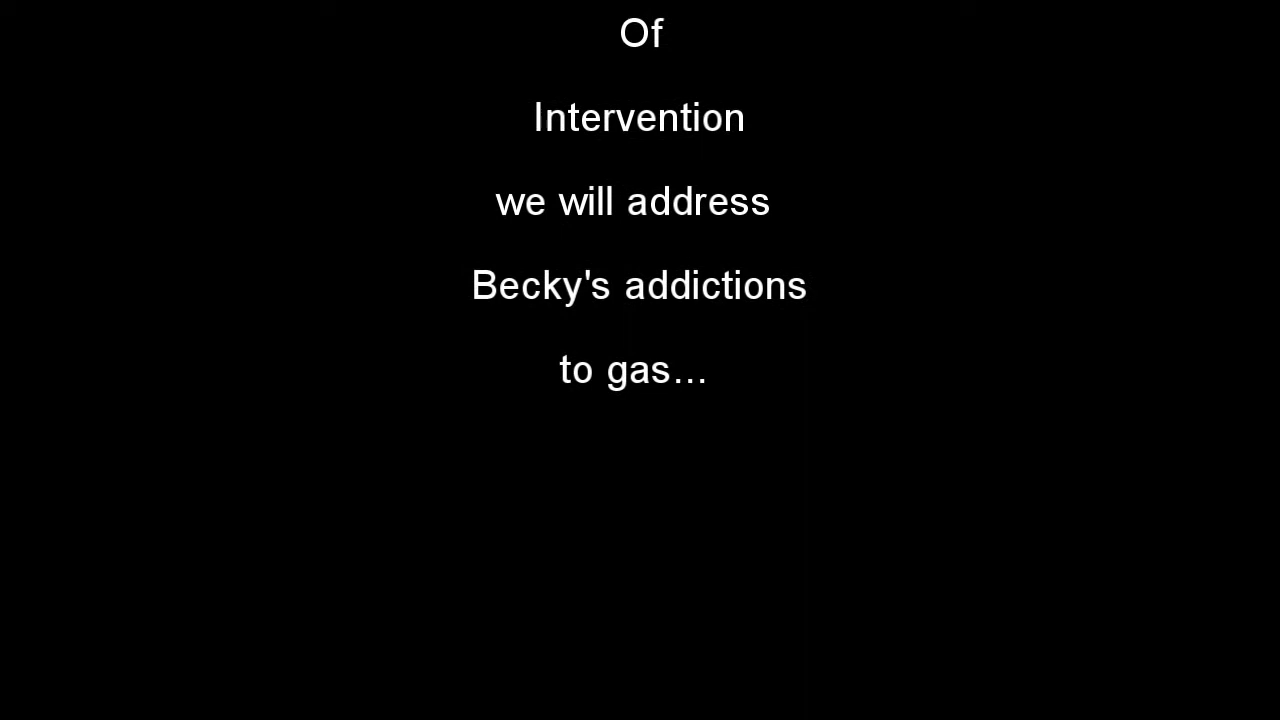 Of
Intervention
we will address
Becky's addictions
to gas...